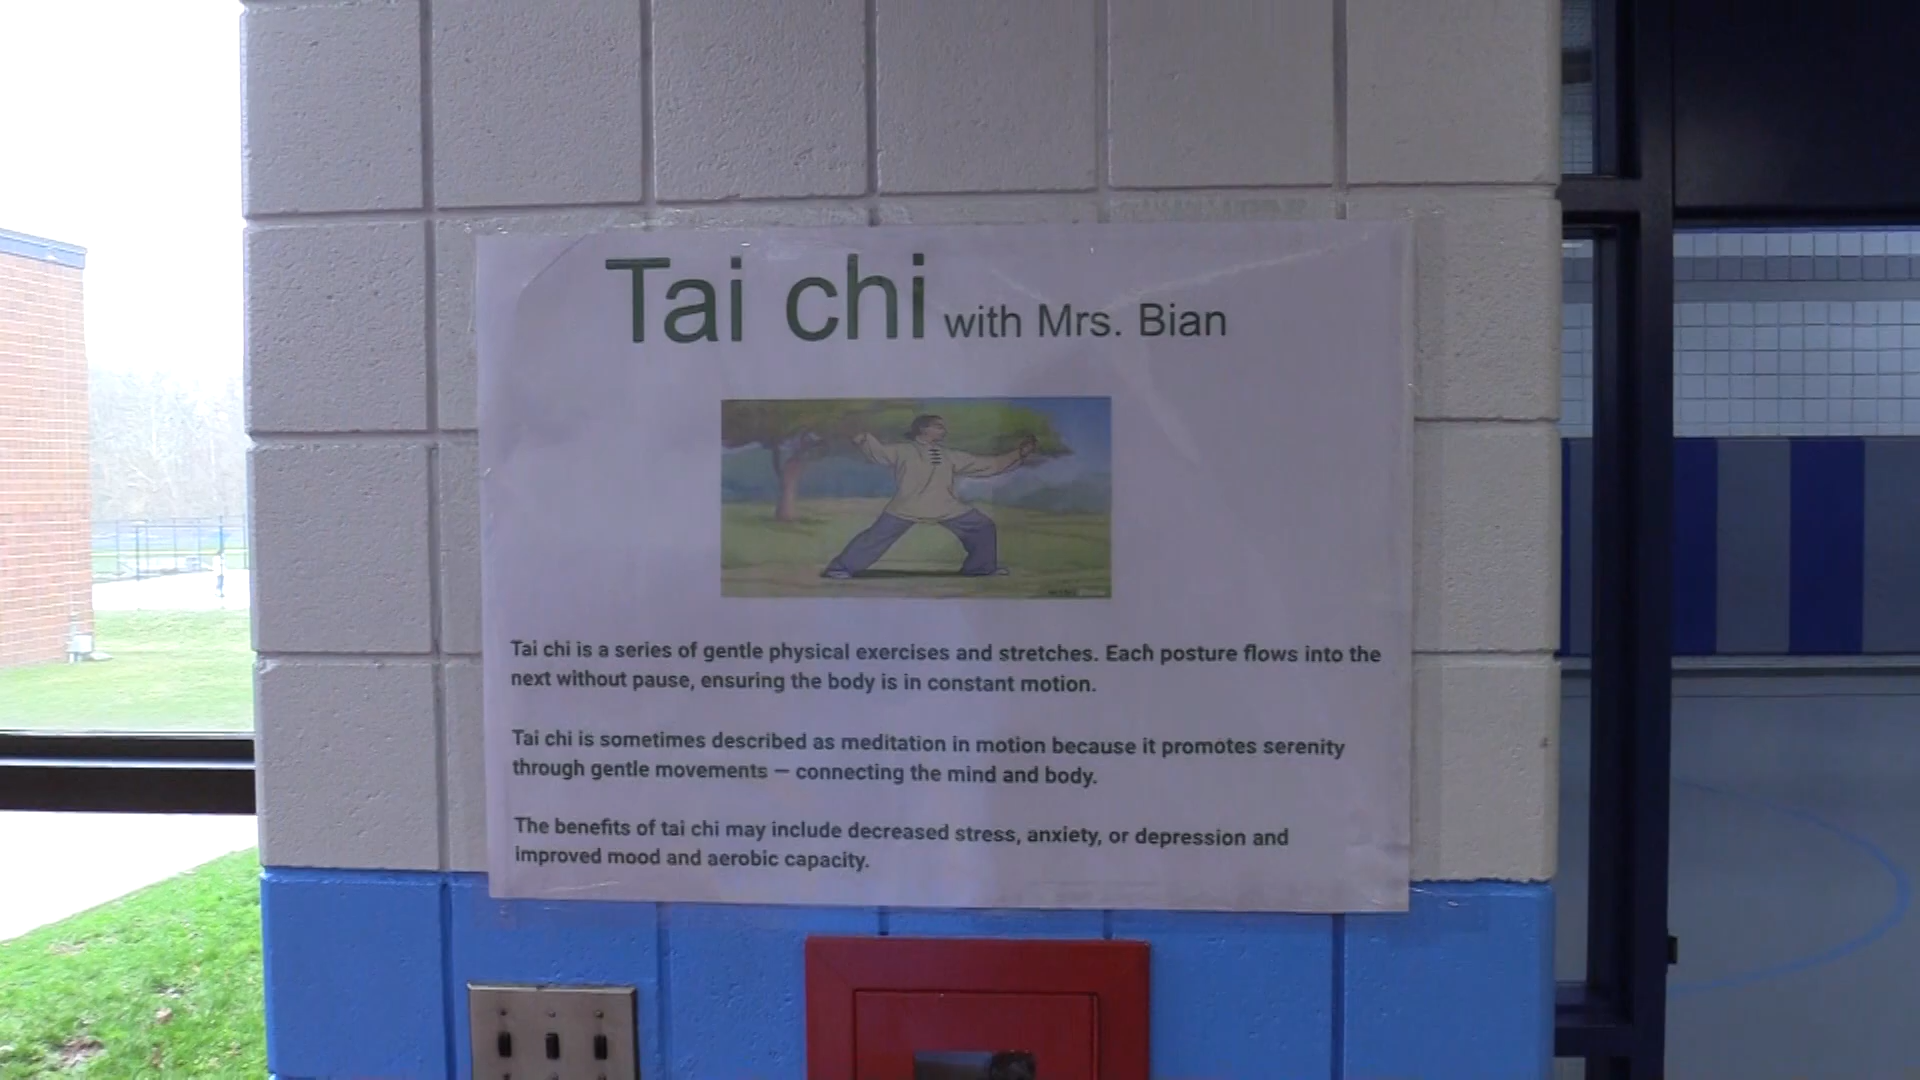 Tai chi with Mrs. Bian
Tai chi is a series of gentle physical exercises and stretches. Each posture flows into the
next without pause, ensuring the body is in constant motion.
Tai chi is sometimes described as meditation in motion because it promotes serenity
through gentle movements — connecting the mind and body.
The benefits of tai chi may include decreased stress, anxiety, or depression and
improved mood and aerobic capacity.